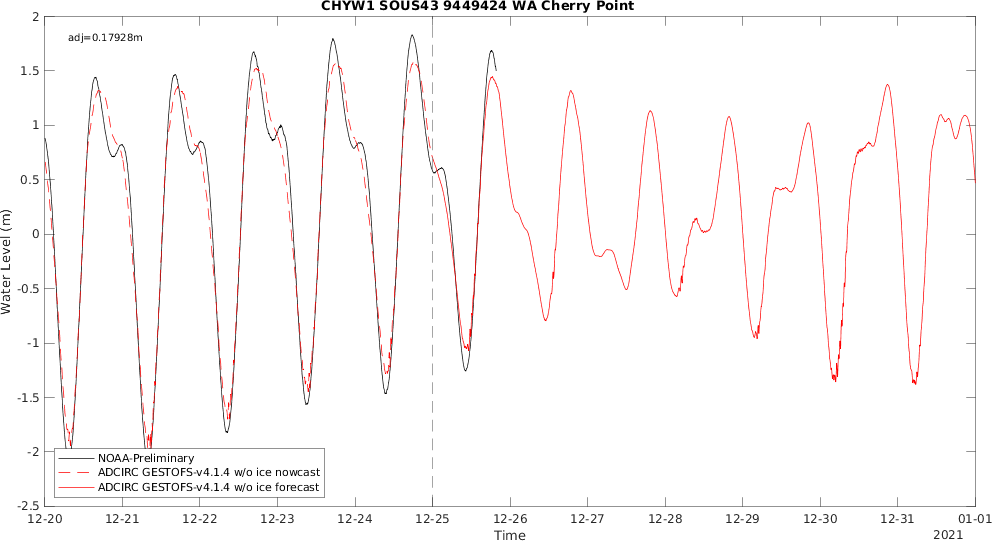 CHYW1 SOUS43 9449424 WA Cherry Point
adj=0.17928m
2
1.5
1
0.5
0
-0.5
-1
-1.5
-2
-2.5
Water Level (m)
NOAA-Preliminary
ADCIRC GESTOFS-v4.1.4 w/o ice nowcast
ADCIRC GESTOFS-v4.1.4 w/o ice forecast
12-20 12-21 12-22 12-23 12-24 12-25 12-26 12-27 12-28 12-29 12-30 12-31 01-01
Time
2021